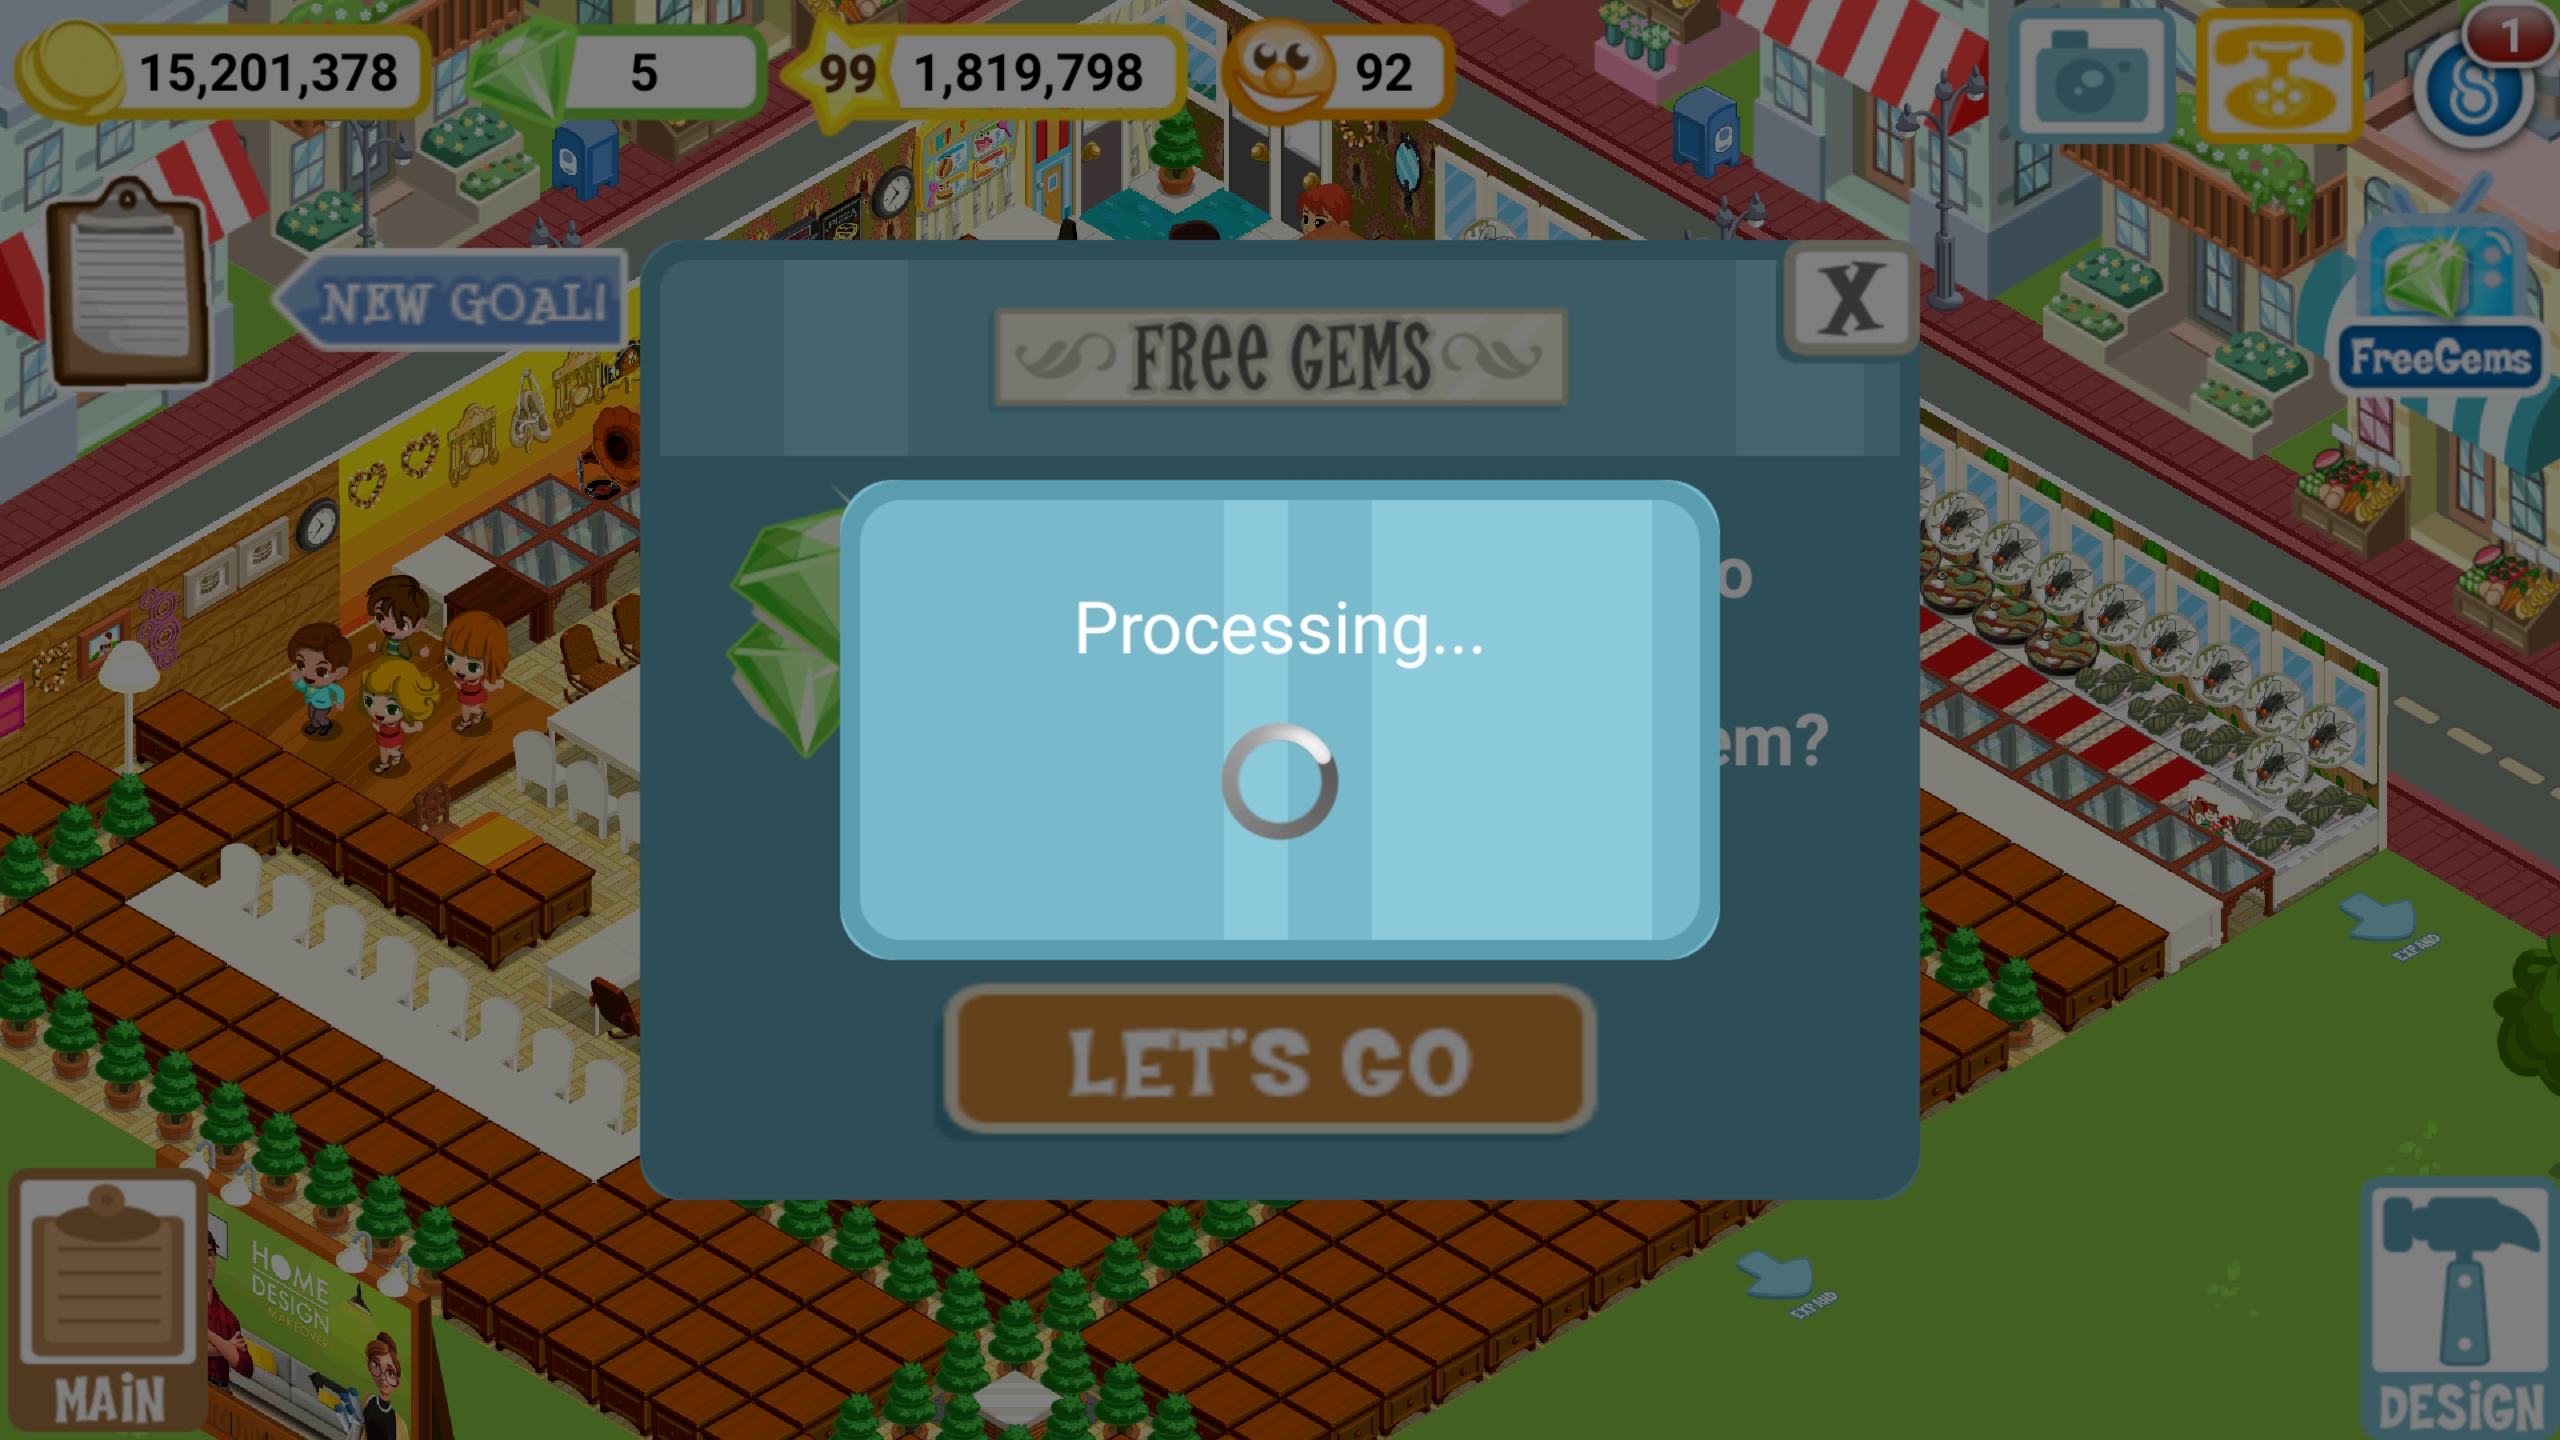 15,201,378
5
99 1,819,798
92
1
NEW GOAL!
FREE GEMS
X
FreeGems
o
em?
Processing...
LET'S GO
EXPAND
EXPAND
HOME
DESIGN
MAKEOVER
MAIN
DESIGN